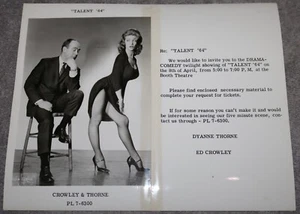 "TALENT '64"
CROWLEY & THORNE
PL 7-6200
Re: "TALENT '64"
We would like to invite you to the DRAMA-
COMEDY twilight showing of "TALENT '64" on
the 8th of April, from 5:00 to 7:00 P. M. at the
Booth Theatre
Please find enclosed necessary material to
complete your request for tickets.
If for some reason you can't make it and would
be interested in seeing our five minute scene, con-
tact us through - PL 7-6200.
DYANNE THORNE
ED CROWLEY